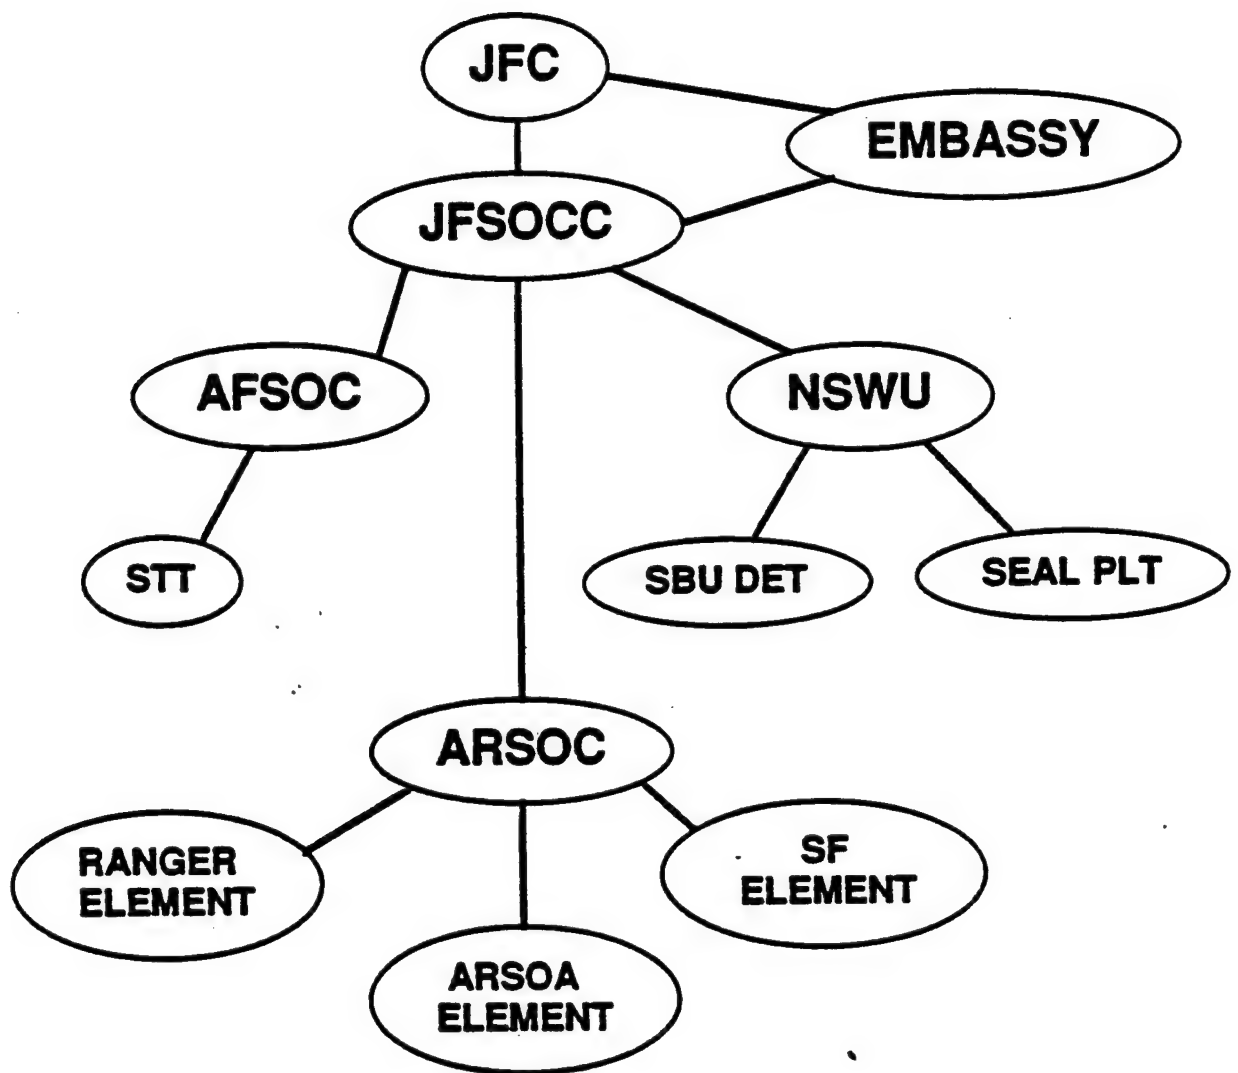 JFC
EMBASSY
JFSOCC
AFSOC
NSWU
STT
SBU DET
SEAL PLT
ARSOC
RANGER
ELEMENT
SF
ELEMENT
ARSOA
ELEMENT